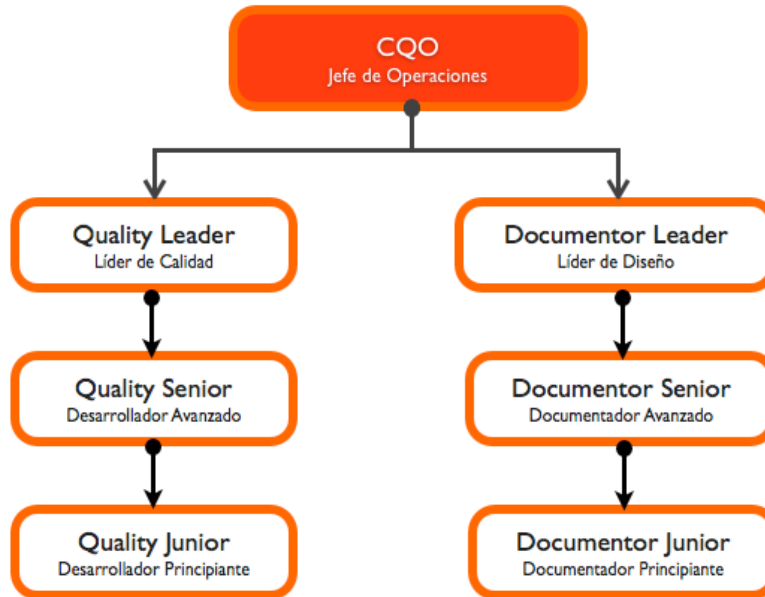 CQO
Jefe de Operaciones
Quality Leader
Líder de Calidad
Documentor Leader
Líder de Diseño
Quality Senior
Desarrollador Avanzado
Documentor Senior
Documentador Avanzado
Quality Junior
Desarrollador Principiante
Documentor Junior
Documentador Principiante